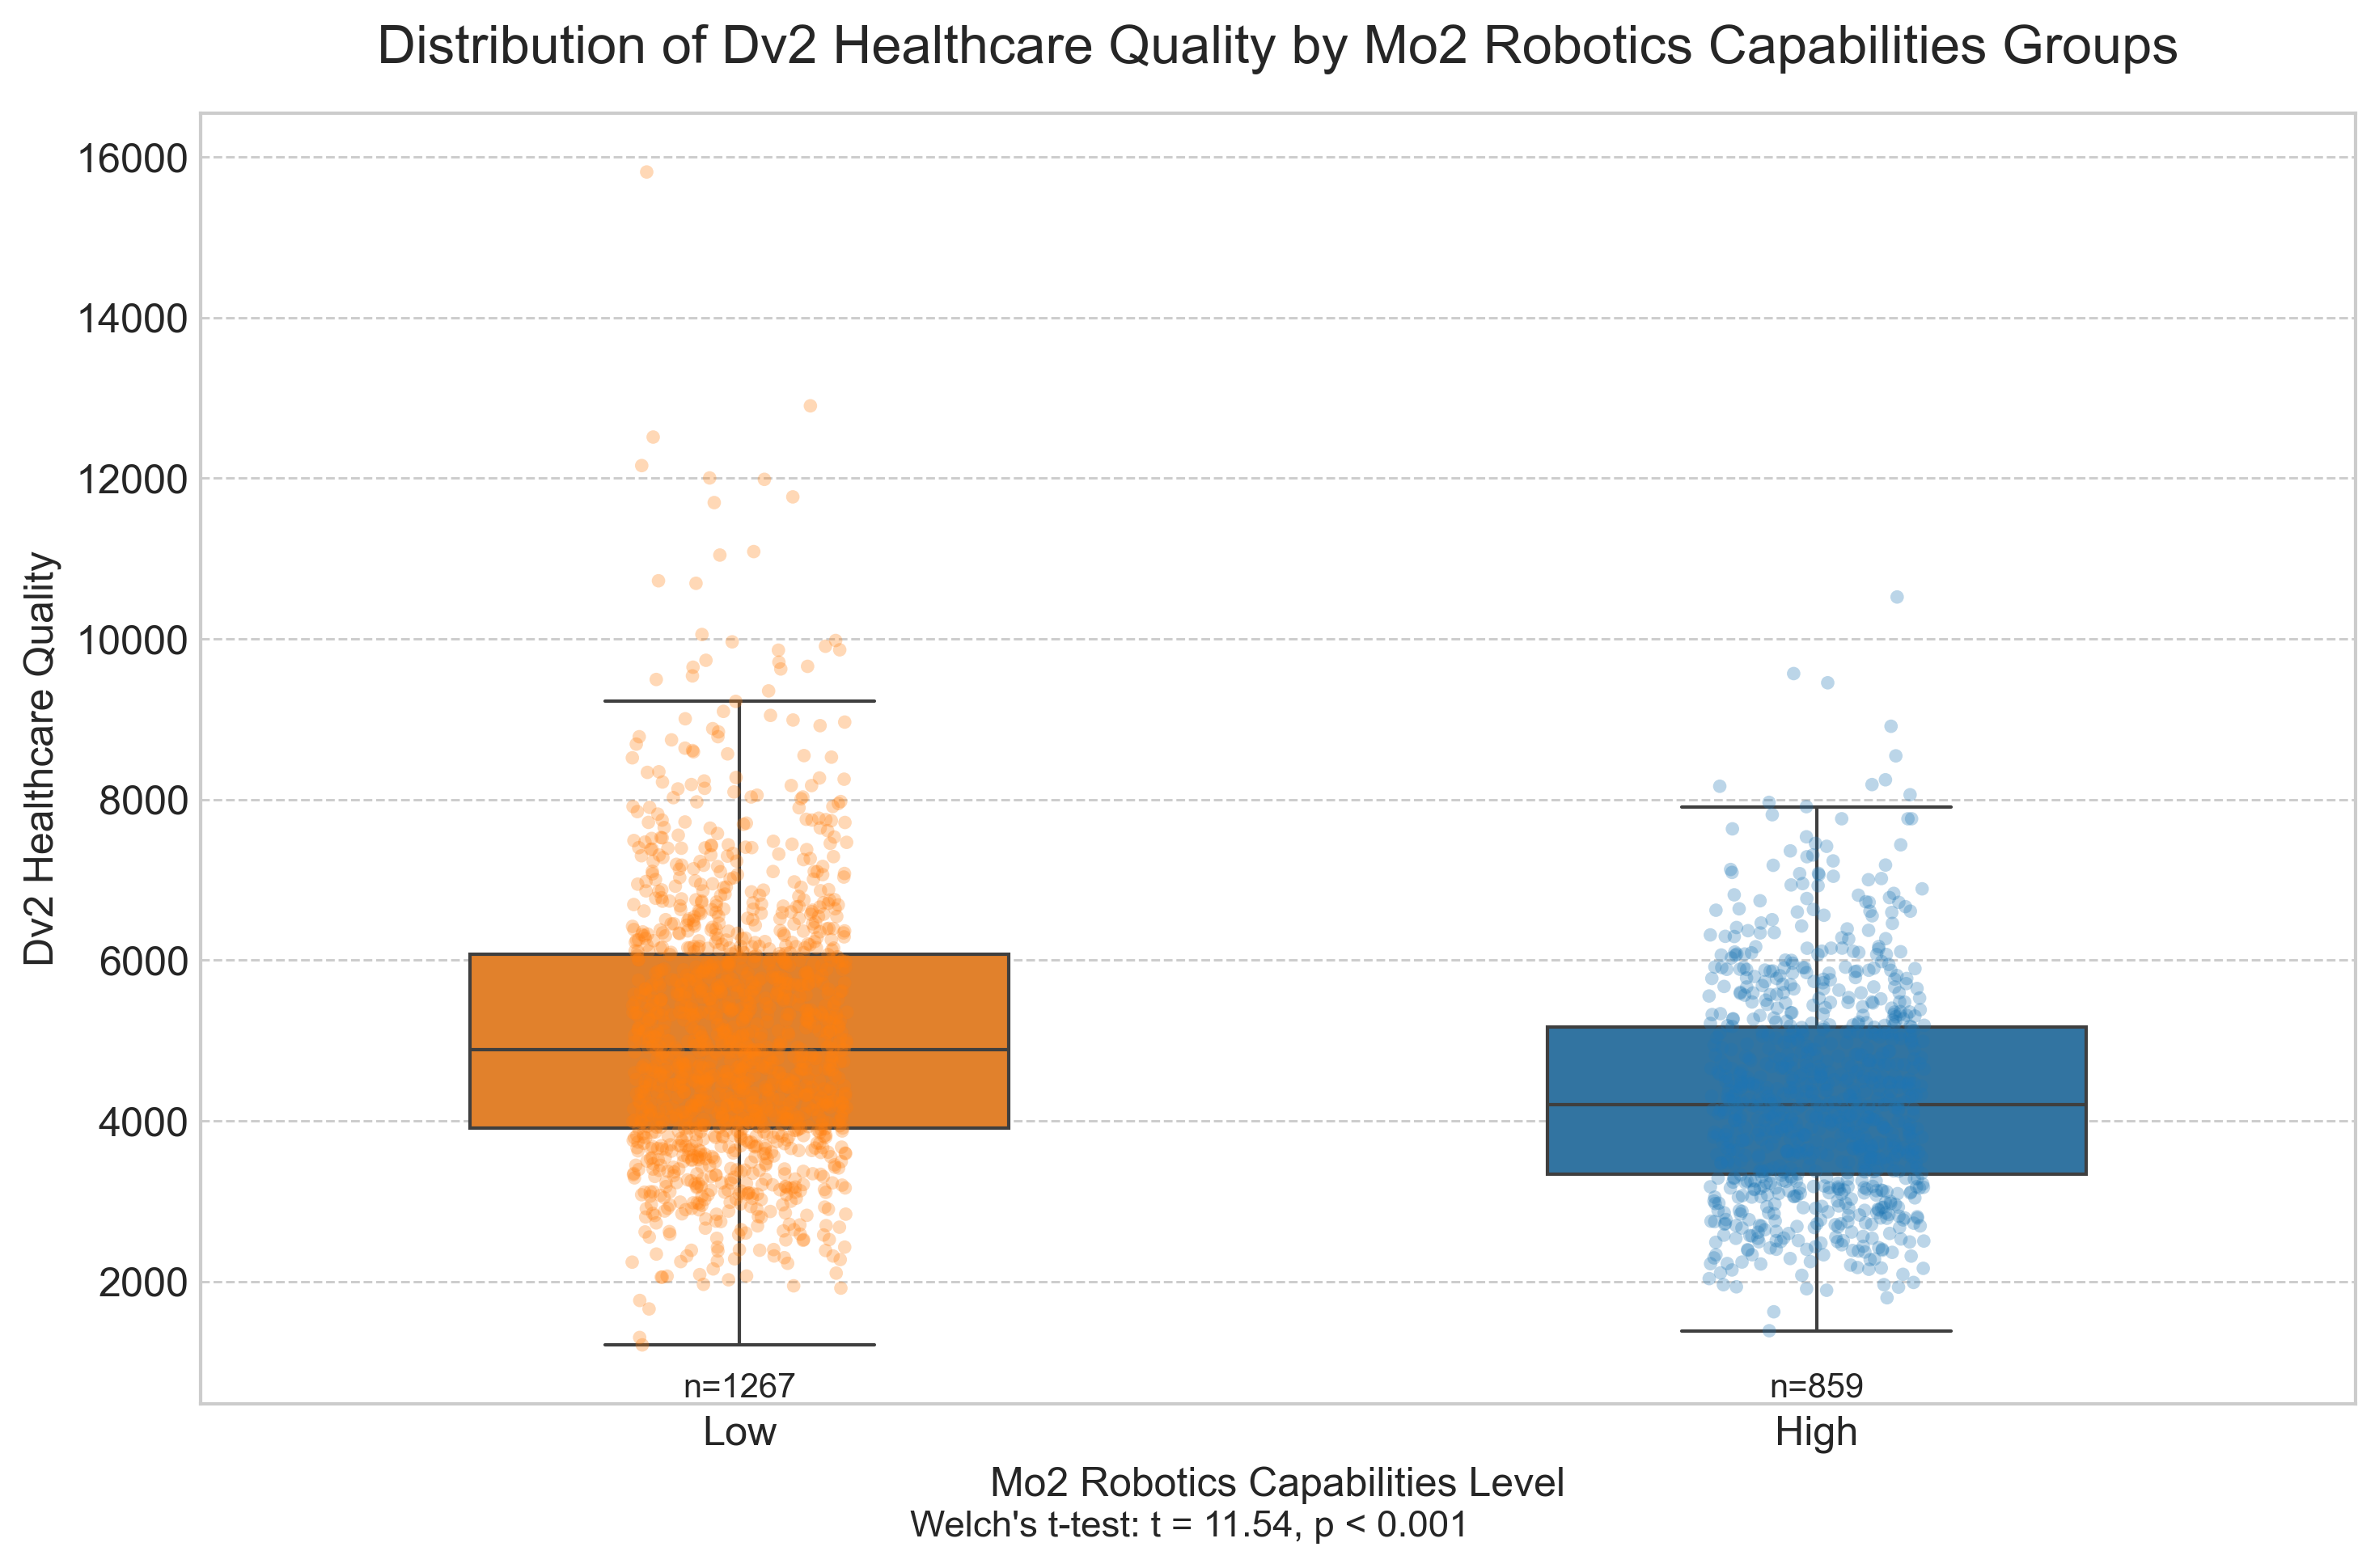 Distribution of Dv2 Healthcare Quality by Mo2 Robotics Capabilities Groups
Dv2 Healthcare Quality
16000
14000
12000
10000
8000
6000
4000
2000
n=1267
n=859
Low
High
Mo2 Robotics Capabilities Level
Welch's t-test: t = 11.54, p < 0.001